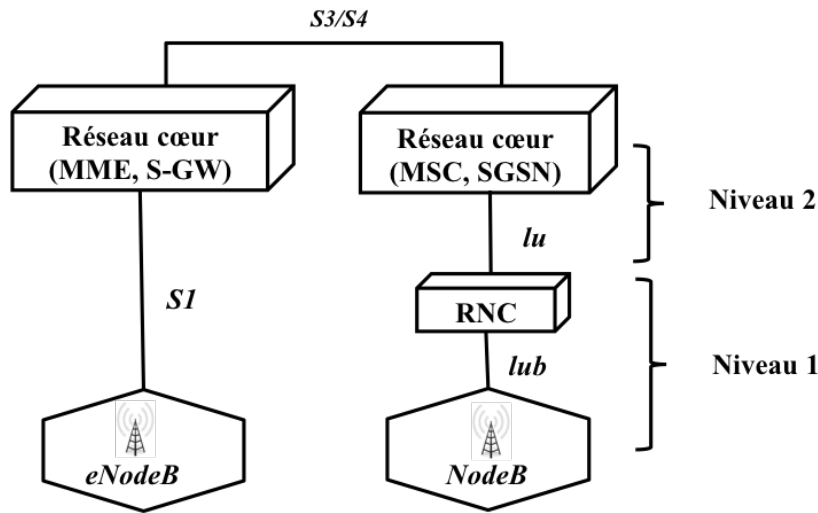 S3/S4
Réseau cœur
(MME, S-GW)
Réseau cœur
(MSC, SGSN)
Niveau 2
lu
S1
RNC
lub
Niveau 1
eNodeB
NodeB